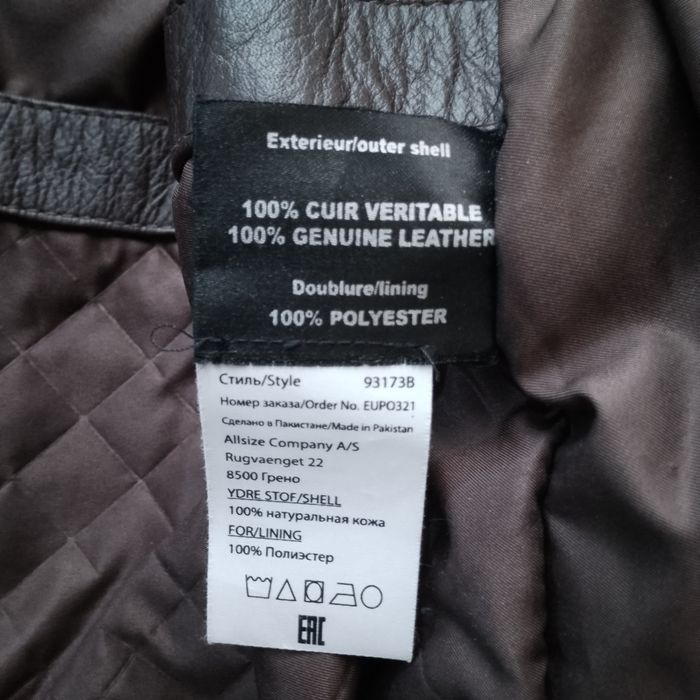 Exterieur/outer shell
100% CUIR VERITABLE
100% GENUINE LEATHER
Doublure/lining
100% POLYESTER
Стиль/Style 93173B
Номер заказа/Order No. EUPO321
Сделано в Пакистане/Made in Pakistan
Allsize Company A/S
Rugvaenget 22
8500 Грено
YDRE STOF/SHELL
100% натуральная кожа
FOR/LINING
100% Полиэстер
EAC